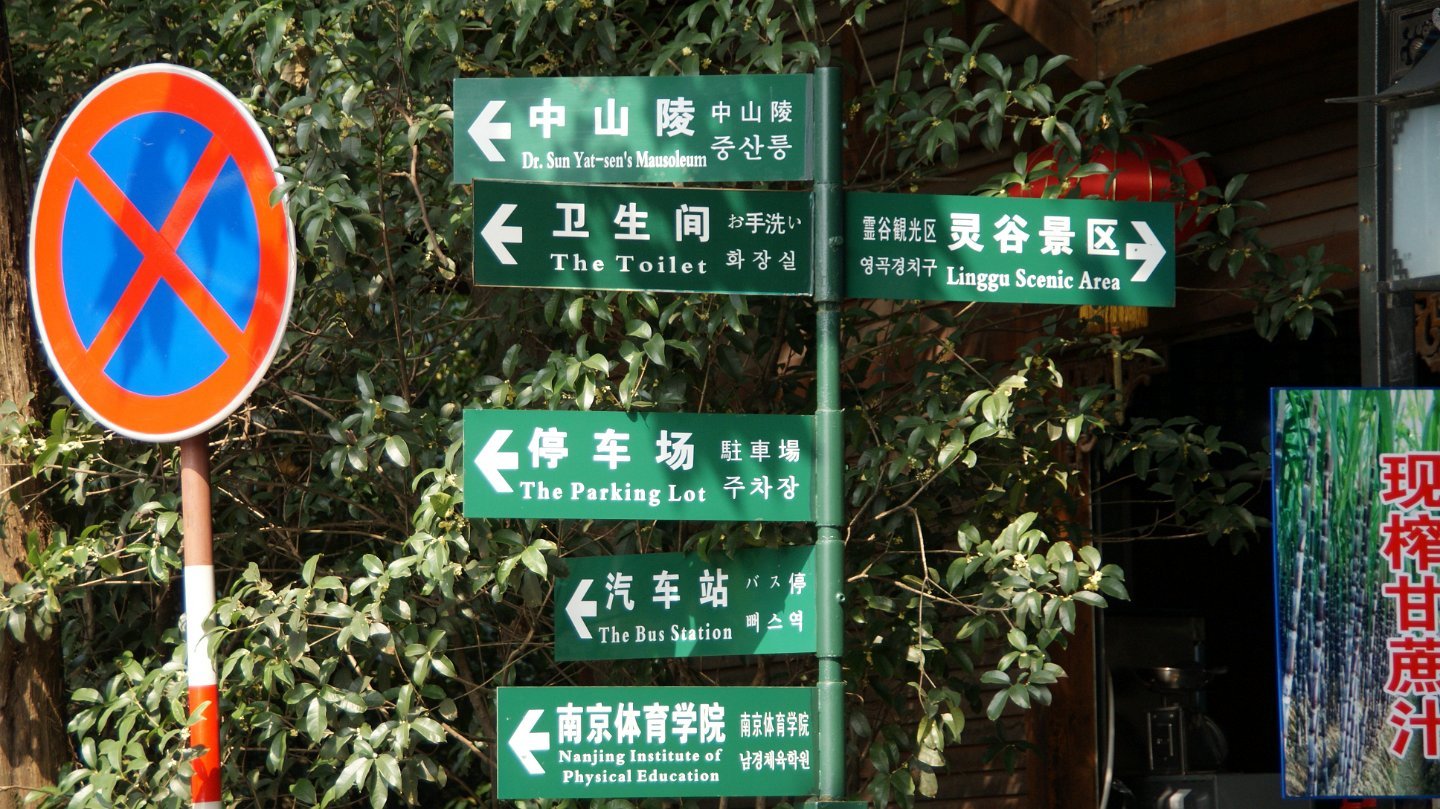 中山陵 中山陵
Dr. Sun Yat-sen's Mausoleum 중산릉
卫生间 お手洗い
The Toilet 화장실
霊谷観光区 灵谷景区
영곡경치구 Linggu Scenic Area
停车场 駐車場
The Parking Lot 주차장
汽车站 バス停
The Bus Station 뻐스역
南京体育学院 南京体育学院
Nanjing Institute of
Physical Education 남경체육학원
现榨甘蔗汁